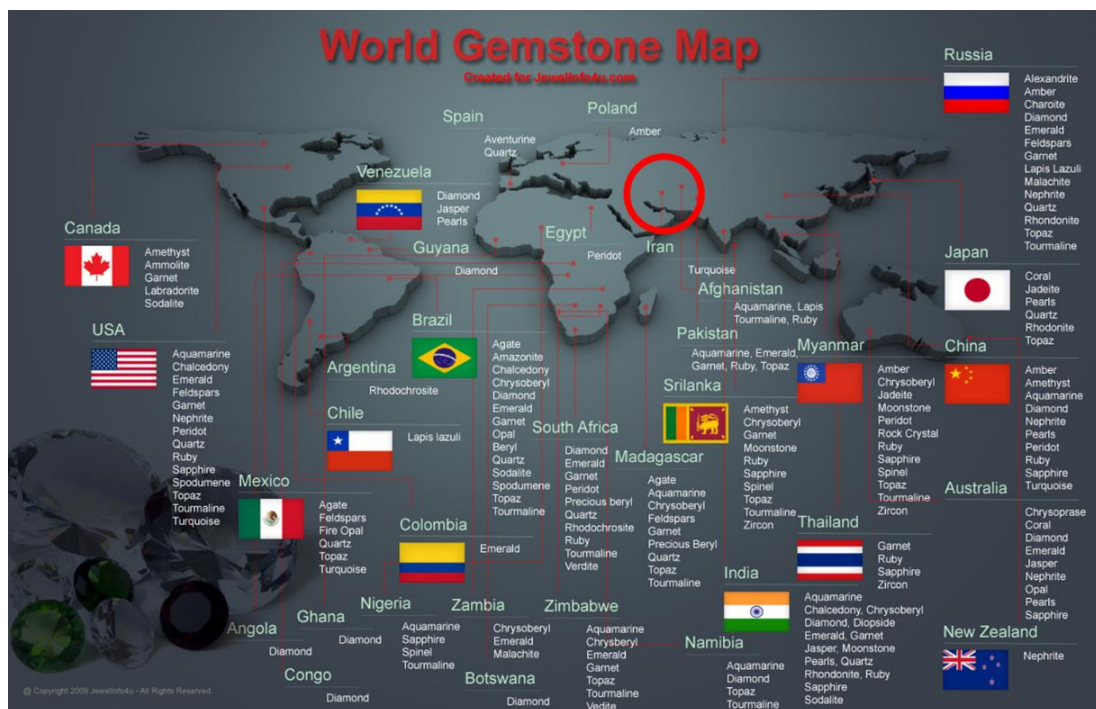 World Gemstone Map
Created for JewelInfo4u.com
Russia
Alexandrite
Amber
Charoite
Diamond
Emerald
Feldspars
Garnet
Lapis Lazuli
Malachite
Nephrite
Quartz
Rhondonite
Topaz
Tourmaline
Poland
Amber
Spain
Aventurine
Quartz
Venezuela
Diamond
Jasper
Pearls
Canada
Amethyst
Ammolite
Garnet
Labradorite
Sodalite
Guyana
Diamond
Egypt
Peridot
Iran
Turquoise
Afghanistan
Aquamarine, Lapis
Tourmaline, Ruby
Japan
Coral
Jadeite
Pearls
Quartz
Rhodonite
Topaz
USA
Aquamarine
Chalcedony
Emerald
Feldspars
Garnet
Nephrite
Peridot
Quartz
Ruby
Sapphire
Spodumene
Topaz
Tourmaline
Turquoise
Brazil
Agate
Amazonite
Chalcedony
Chrysoberyl
Diamond
Emerald
Garnet
Opal
Beryl
Quartz
Sodalite
Spodumene
Topaz
Tourmaline
Argentina
Rhodochrosite
Pakistan
Aquamarine, Emerald,
Garnet, Ruby, Topaz
Myanmar
Amber
Chrysoberyl
Jadeite
Moonstone
Peridot
Rock Crystal
Ruby
Sapphire
Spinel
Topaz
Tourmaline
Zircon
China
Amber
Amethyst
Aquamarine
Diamond
Nephrite
Pearls
Peridot
Ruby
Sapphire
Turquoise
Chile
Lapis lazuli
Srilanka
Amethyst
Chrysoberyl
Garnet
Moonstone
Ruby
Sapphire
Spinel
Topaz
Tourmaline
Zircon
South Africa
Diamond
Emerald
Garnet
Peridot
Precious beryl
Quartz
Rhodochrosite
Ruby
Tourmaline
Verdite
Madagascar
Agate
Aquamarine
Chrysoberyl
Feldspars
Garnet
Precious Beryl
Quartz
Topaz
Tourmaline
Mexico
Agate
Feldspars
Fire Opal
Quartz
Topaz
Turquoise
Australia
Chrysoprase
Coral
Diamond
Emerald
Jasper
Nephrite
Opal
Pearls
Sapphire
Colombia
Emerald
Thailand
Garnet
Ruby
Sapphire
Zircon
India
Aquamarine
Chalcedony, Chrysoberyl
Diamond, Diopside
Emerald, Garnet
Jasper, Moonstone
Pearls, Quartz
Rhondonite, Ruby
Sapphire
Sodalite
Angola
Diamond
Ghana
Diamond
Nigeria
Aquamarine
Sapphire
Spinel
Tourmaline
Zambia
Chrysoberyl
Emerald
Malachite
Zimbabwe
Aquamarine
Chrysberyl
Emerald
Garnet
Topaz
Tourmaline
Vedite
Namibia
Aquamarine
Diamond
Topaz
Tourmaline
New Zealand
Nephrite
Congo
Diamond
Botswana
Diamond
@ Copyright 2009 JewelInfo4u - All Rights Reserved